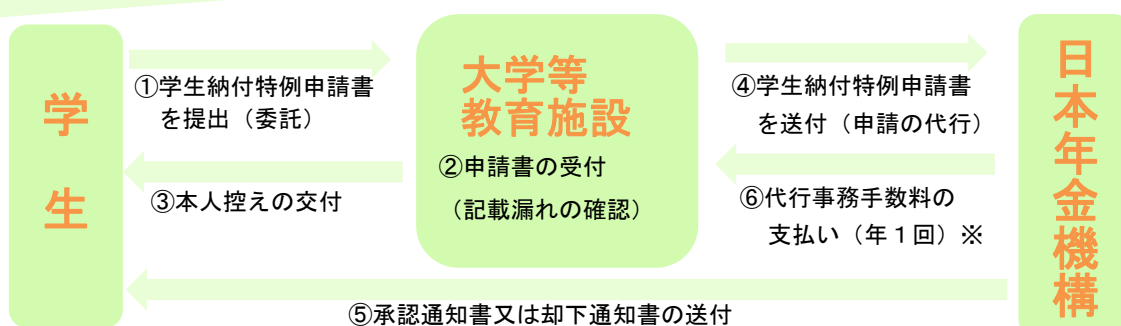 学生
①学生納付特例申請書
を提出（委託）
③本人控えの交付
大学等
教育施設
②申請書の受付
（記載漏れの確認）
④学生納付特例申請書
を送付（申請の代行）
⑥代行事務手数料の
支払い（年１回）※
日本年金機構
⑤承認通知書又は却下通知書の送付